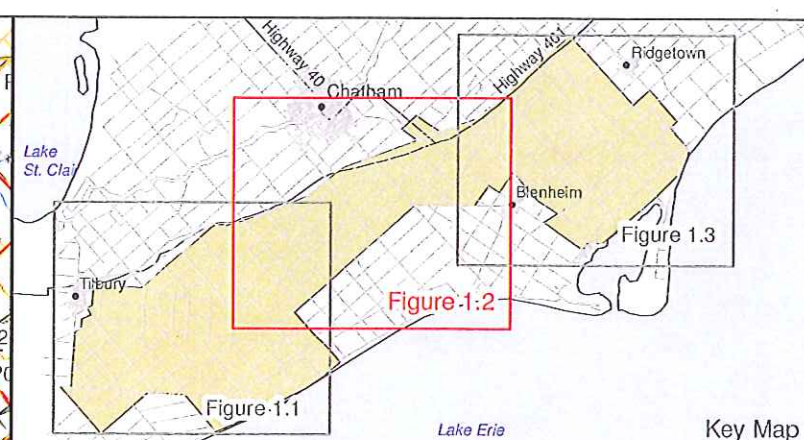 Highway 40
Highway 401
Ridgetown
Chatham
Lake
St. Clai
Blenheim
Figure 1.3
Tilbury
Figure 1.2
Figure 1.1
Lake Erie
Key Map